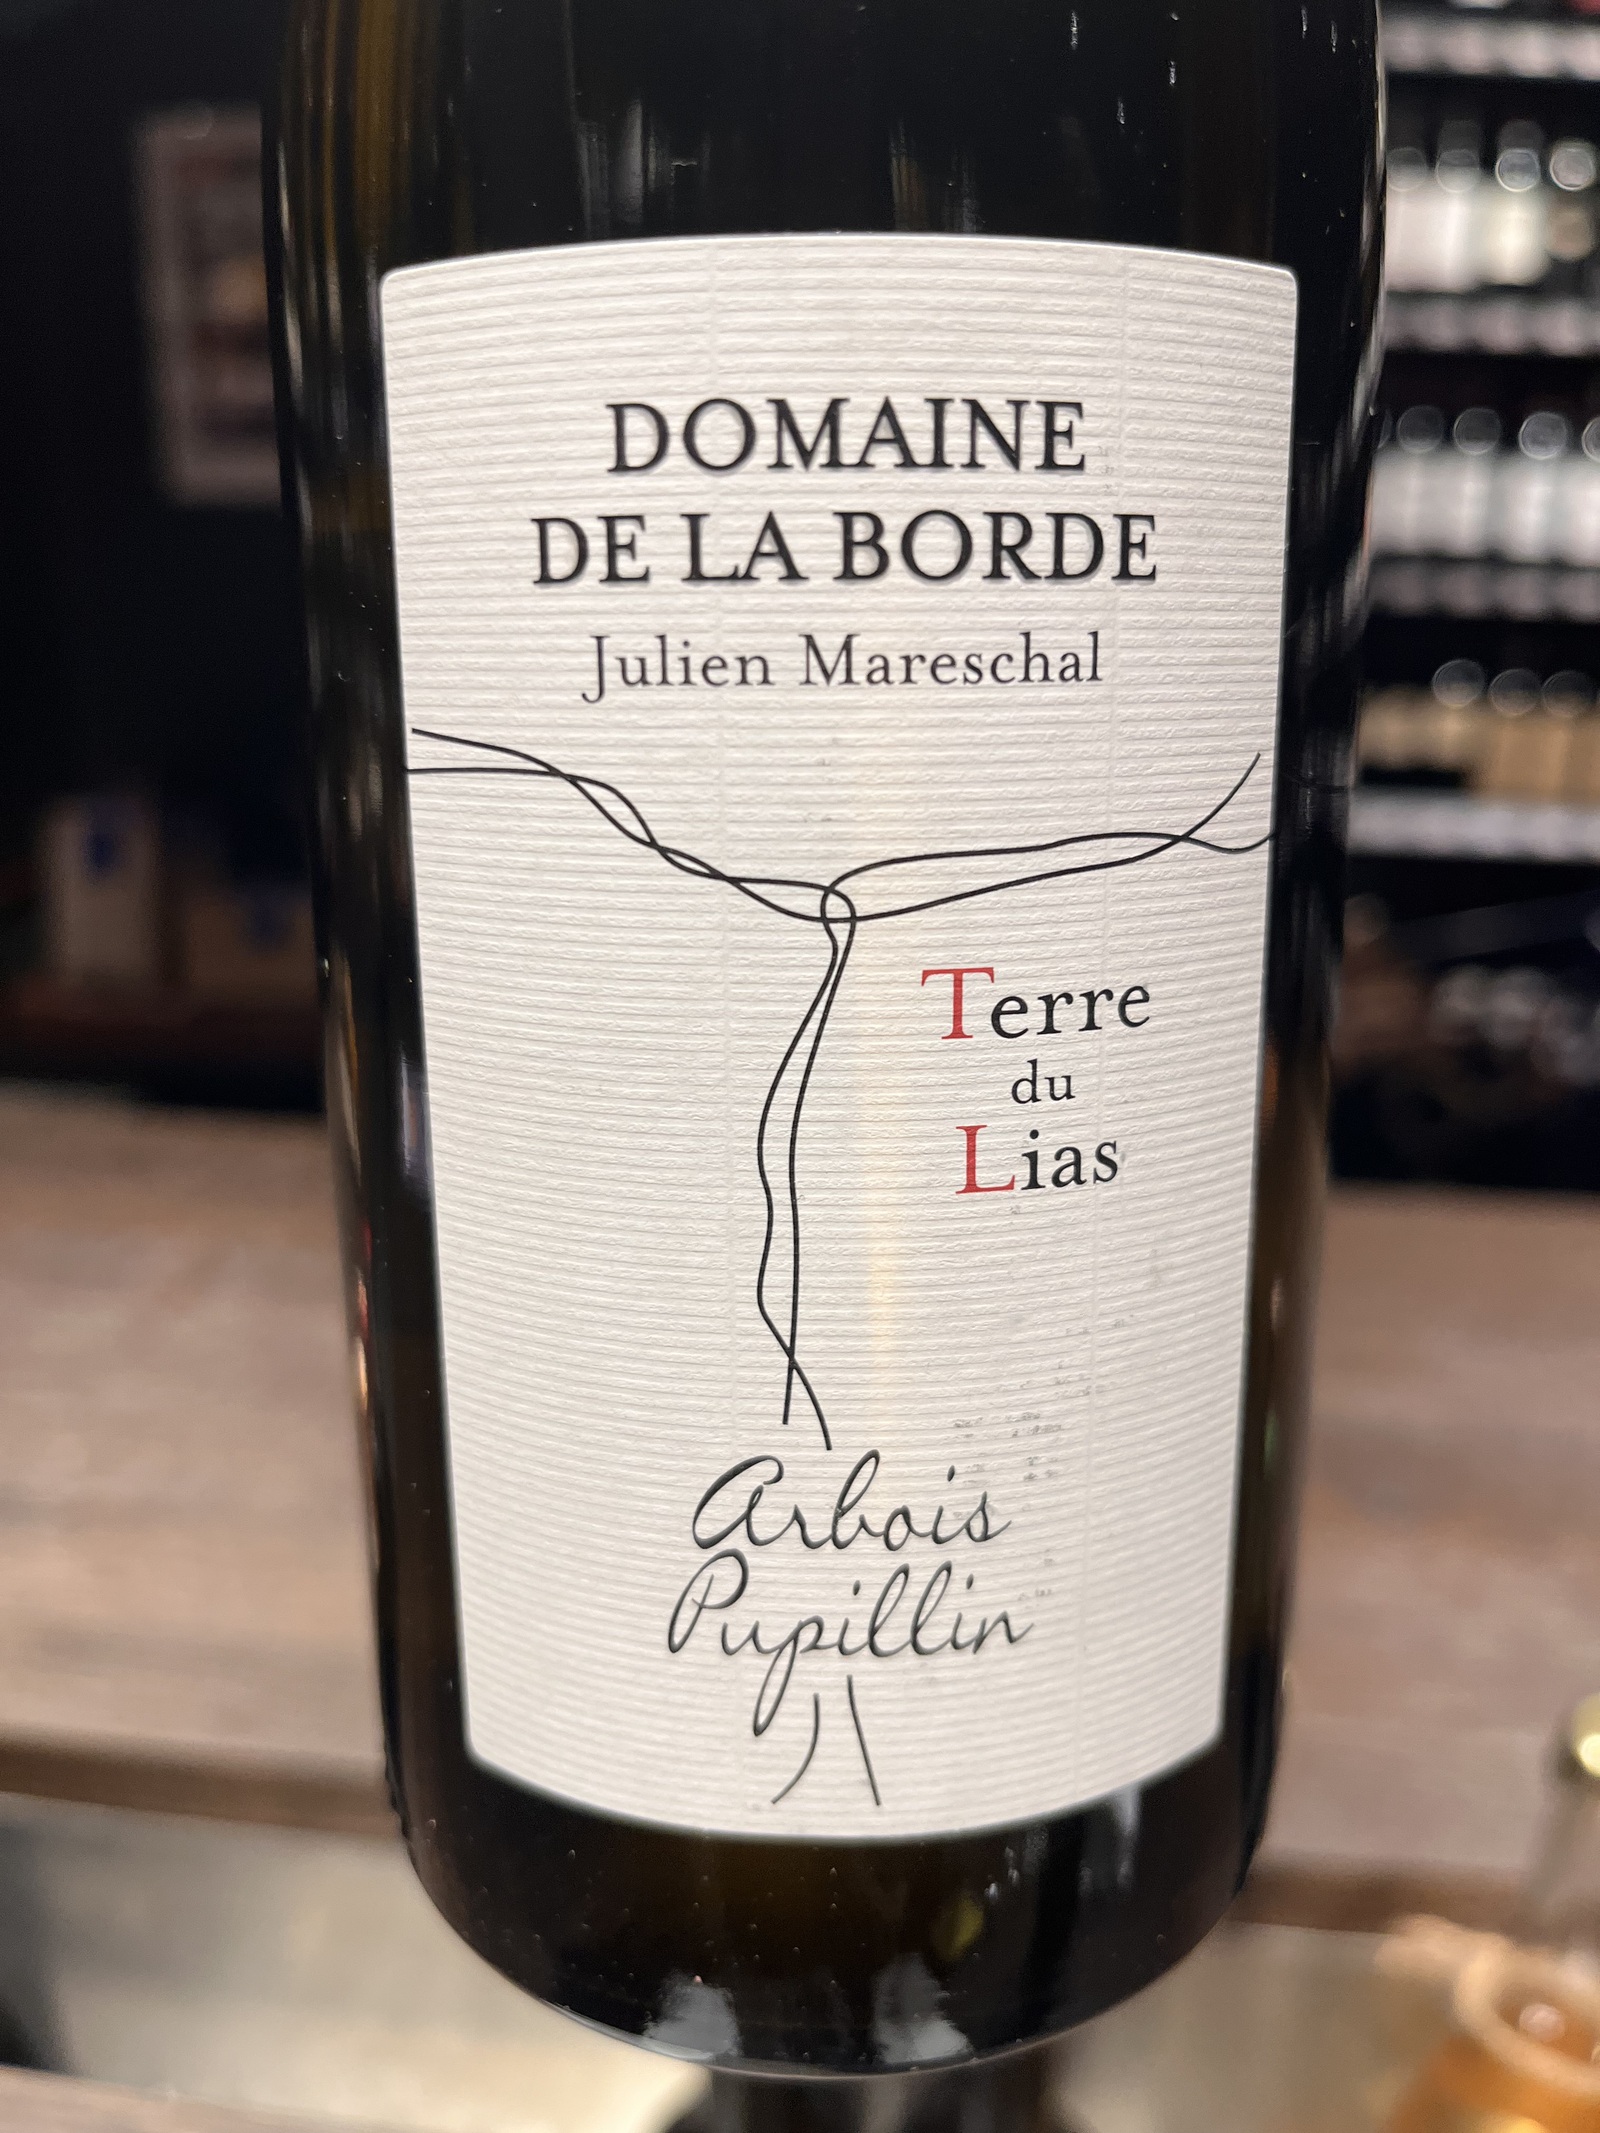 DOMAINE
DE LA BORDE
Julien Mareschal
Terre
du
Lias
Arbois
Pupillin